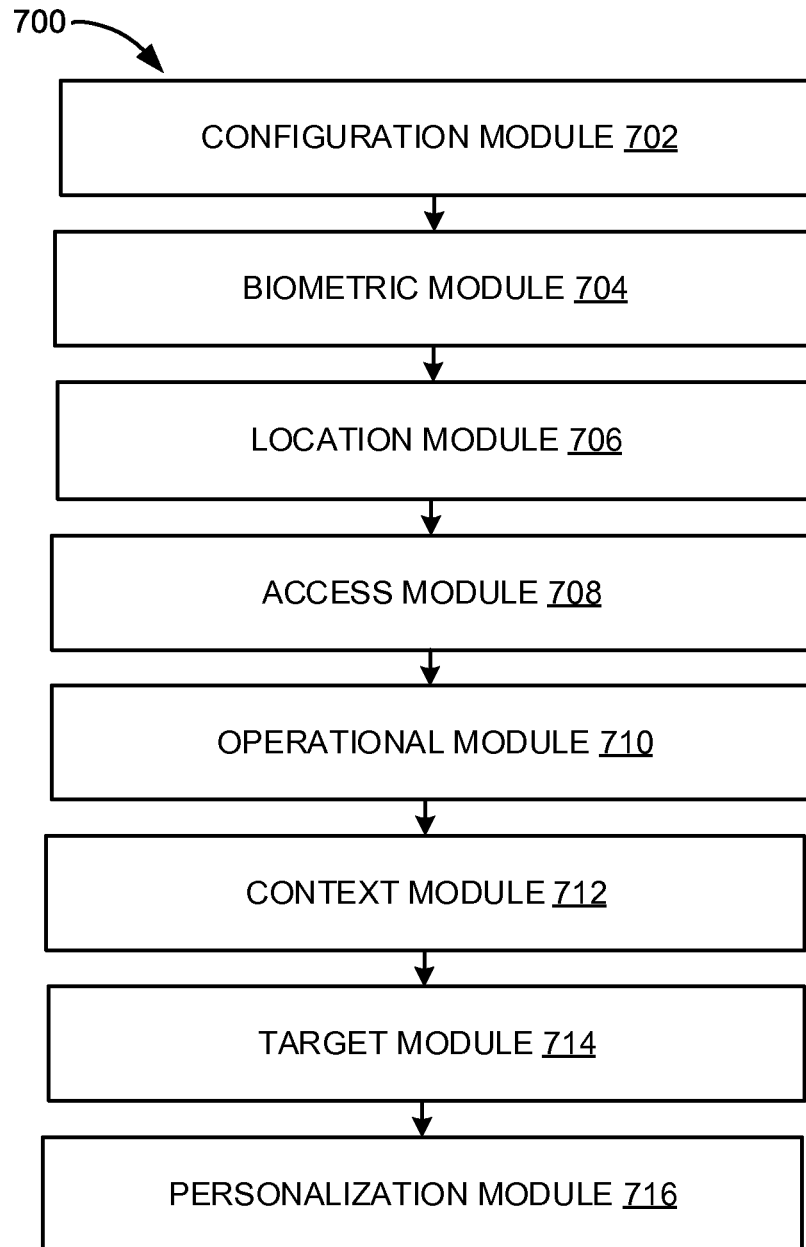 700
CONFIGURATION MODULE 702
BIOMETRIC MODULE 704
LOCATION MODULE 706
ACCESS MODULE 708
OPERATIONAL MODULE 710
CONTEXT MODULE 712
TARGET MODULE 714
PERSONALIZATION MODULE 716